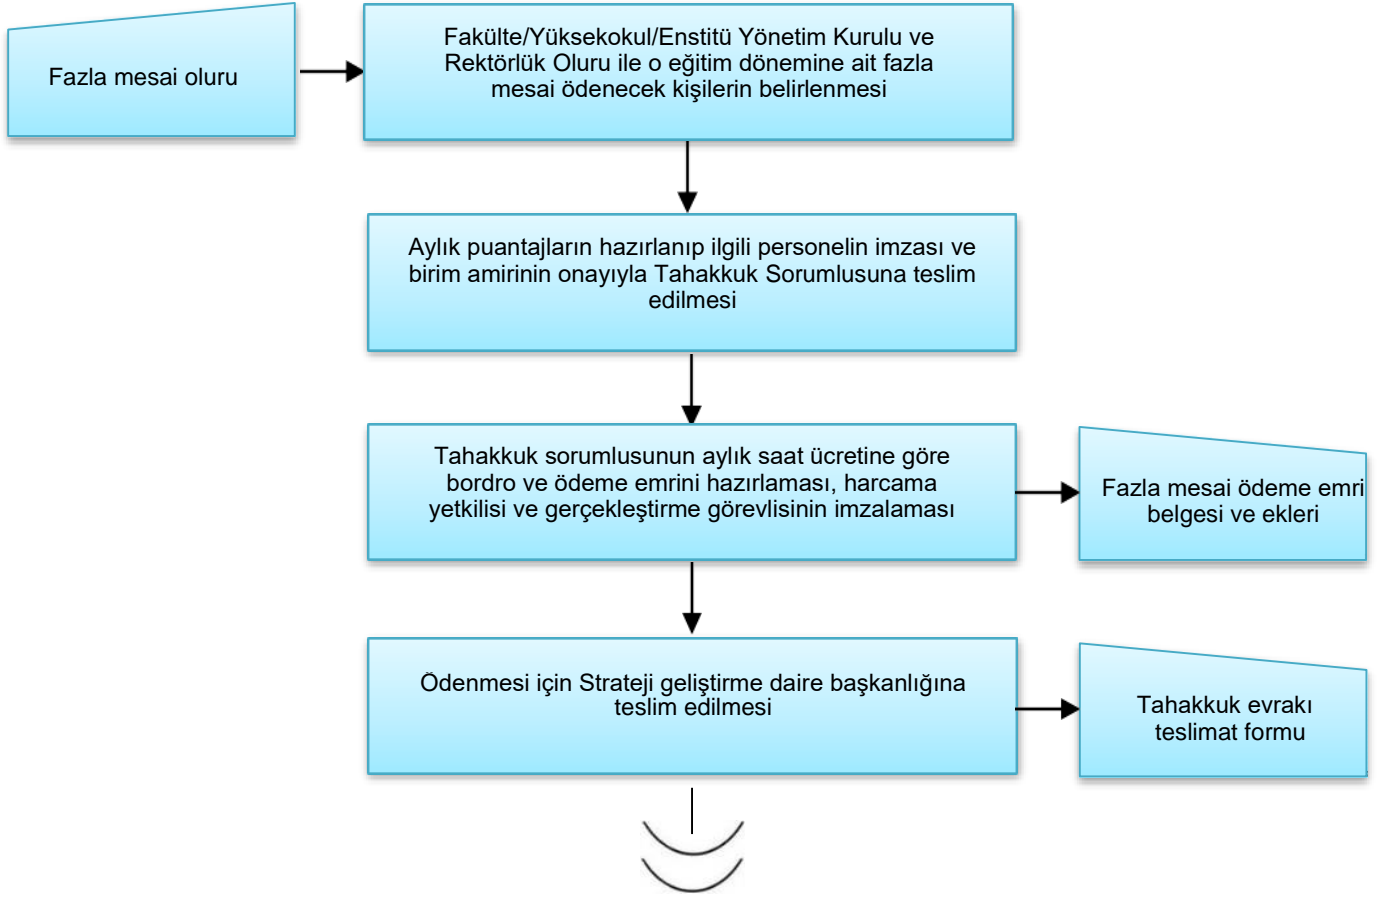 Fazla mesai oluru
Fakülte/Yüksekokul/Enstitü Yönetim Kurulu ve
Rektörlük Oluru ile o eğitim dönemine ait fazla
mesai ödenecek kişilerin belirlenmesi
Aylık puantajların hazırlanıp ilgili personelin imzası ve
birim amirinin onayıyla Tahakkuk Sorumlusuna teslim
edilmesi
Tahakkuk sorumlusunun aylık saat ücretine göre
bordro ve ödeme emrini hazırlaması, harcama
yetkilisi ve gerçekleştirme görevlisinin imzalaması
Fazla mesai ödeme emri
belgesi ve ekleri
Ödenmesi için Strateji geliştirme daire başkanlığına
teslim edilmesi
Tahakkuk evrakı
teslimat formu